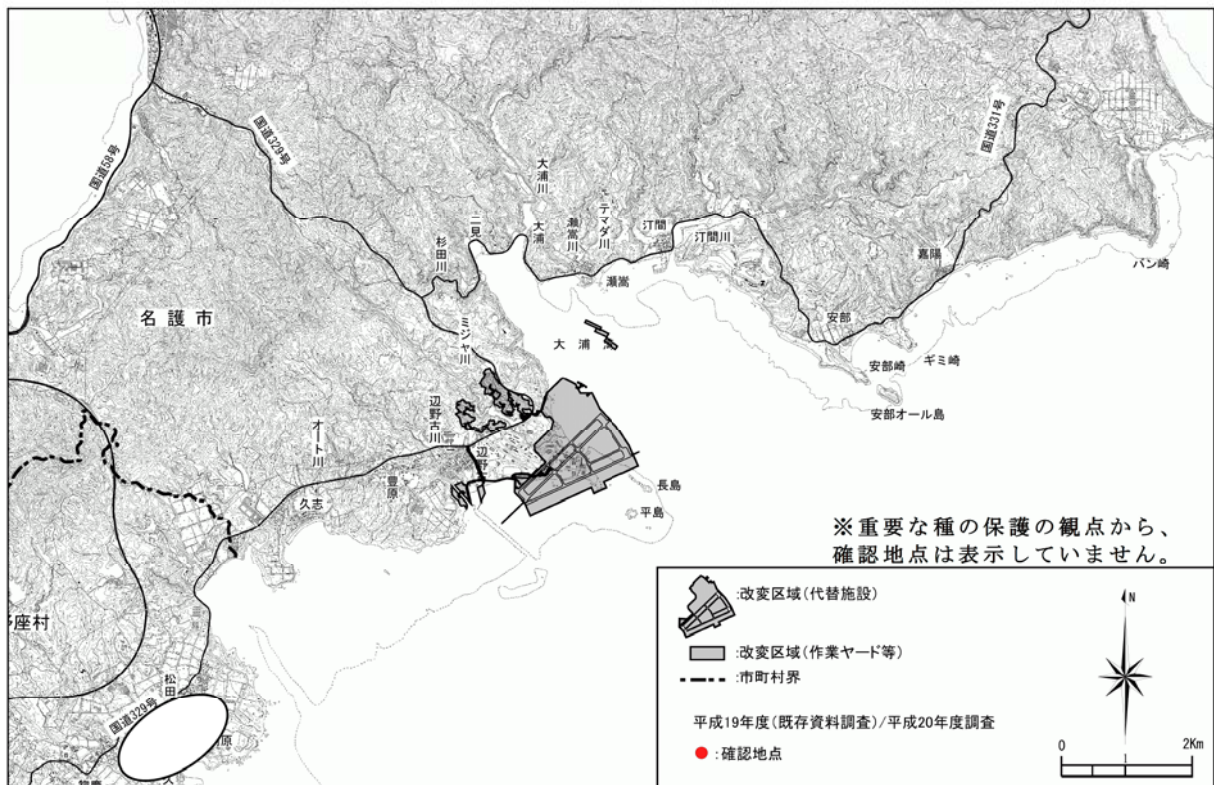 国道58号
国道329号
国道331号
大浦川
二見
大浦
瀬嵩川
テマダ川
汀間
汀間川
杉田川
瀬嵩
嘉陽
バン崎
名護市
ミジャ川
大浦
安部
安部崎
ギミ崎
安部オール島
辺野古川
オート川
辺野
豊原
久志
長島
平島
※重要な種の保護の観点から、
確認地点は表示していません。
座村
松田
国道329号
原
:改変区域(代替施設)
:改変区域(作業ヤード等)
:市町村界
平成19年度(既存資料調査)/平成20年度調査
:確認地点
N
0 2Km